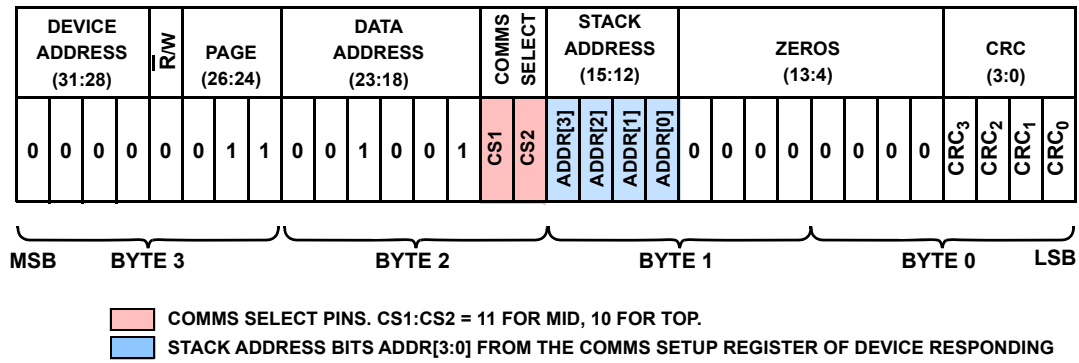 DEVICE ADDRESS (31:28)
R/W
PAGE (26:24)
DATA ADDRESS (23:18)
COMMS SELECT
STACK ADDRESS (15:12)
ZEROS (13:4)
CRC (3:0)
0 0 0 0 0 0 1 1 0 0 1 0 0 1 CS1 CS2 ADDR[3] ADDR[2] ADDR[1] ADDR[0] 0 0 0 0 0 0 0 0 CRC3 CRC2 CRC1 CRC0
MSB BYTE 3 BYTE 2 BYTE 1 BYTE 0 LSB
COMMS SELECT PINS. CS1:CS2 = 11 FOR MID, 10 FOR TOP.
STACK ADDRESS BITS ADDR[3:0] FROM THE COMMS SETUP REGISTER OF DEVICE RESPONDING